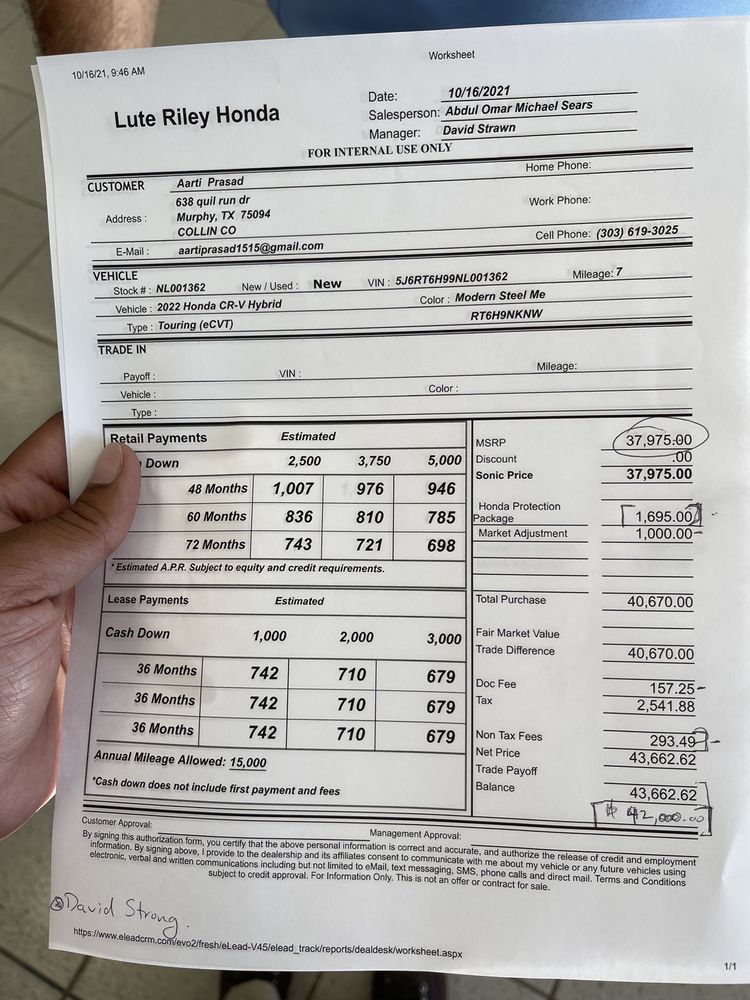 Worksheet
10/16/21, 9:46 AM
Lute Riley Honda
Date: 10/16/2021
Salesperson: Abdul Omar Michael Sears
Manager: David Strawn
FOR INTERNAL USE ONLY
CUSTOMER Aarti Prasad Home Phone:
Address : 638 quil run dr Work Phone:
Murphy, TX 75094
COLLIN CO
E-Mail : aartiprasad1515@gmail.com Cell Phone: (303) 619-3025
VEHICLE
Stock # : NL001362 New / Used : New VIN : 5J6RT6H99NL001362 Mileage: 7
Vehicle : 2022 Honda CR-V Hybrid Color : Modern Steel Me
Type : Touring (eCVT) RT6H9NKNW
TRADE IN
Payoff : VIN : Mileage:
Vehicle : Color :
Type :
Retail Payments Estimated
Down 2,500 3,750 5,000
48 Months 1,007 976 946
60 Months 836 810 785
72 Months 743 721 698
* Estimated A.P.R. Subject to equity and credit requirements.
Lease Payments Estimated
Cash Down 1,000 2,000 3,000
36 Months 742 710 679
36 Months 742 710 679
36 Months 742 710 679
Annual Mileage Allowed: 15,000
*Cash down does not include first payment and fees
MSRP 37,975.00
Discount .00
Sonic Price 37,975.00
Honda Protection
Package 1,695.00
Market Adjustment 1,000.00
Total Purchase 40,670.00
Fair Market Value
Trade Difference 40,670.00
Doc Fee 157.25
Tax 2,541.88
Non Tax Fees 293.49
Net Price 43,662.62
Trade Payoff
Balance 43,662.62
$ 42,000.00
Customer Approval: Management Approval:
By signing this authorization form, you certify that the above personal information is correct and accurate, and authorize the release of credit and employment
information. By signing above, I provide to the dealership and its affiliates consent to communicate with me about my vehicle or any future vehicles using
electronic, verbal and written communications including but not limited to eMail, text messaging, SMS, phone calls and direct mail. Terms and Conditions
subject to credit approval. For Information Only. This is not an offer or contract for sale.
David Strong.
https://www.eleadcrm.com/evo2/fresh/eLead-V45/elead_track/reports/dealdesk/worksheet.aspx
1/1